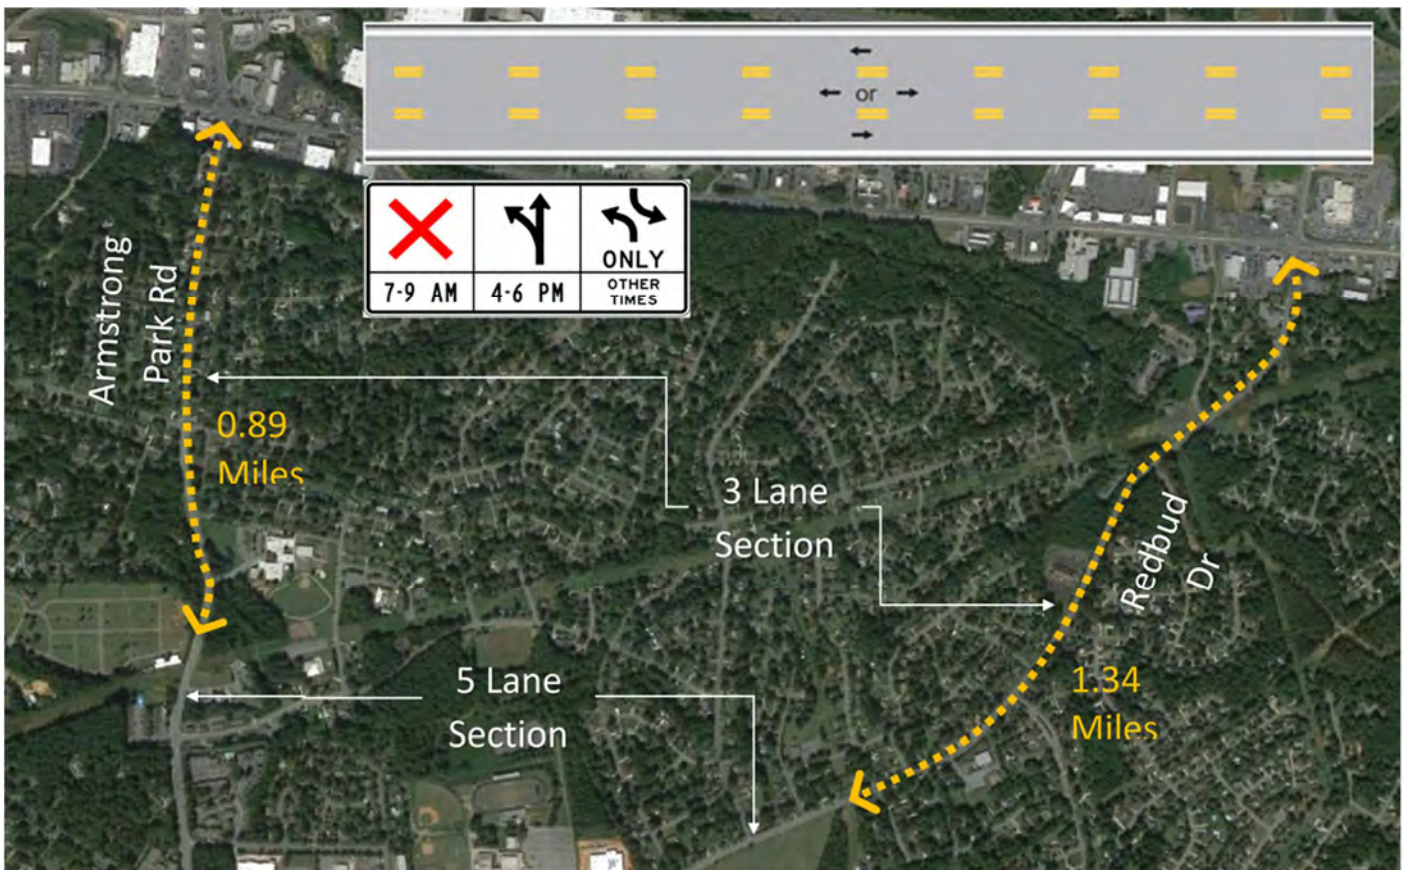 or
7-9 AM
4-6 PM
ONLY
OTHER
TIMES
Armstrong
Park Rd
0.89
Miles
3 Lane
Section
Redbud
Dr
5 Lane
Section
1.34
Miles